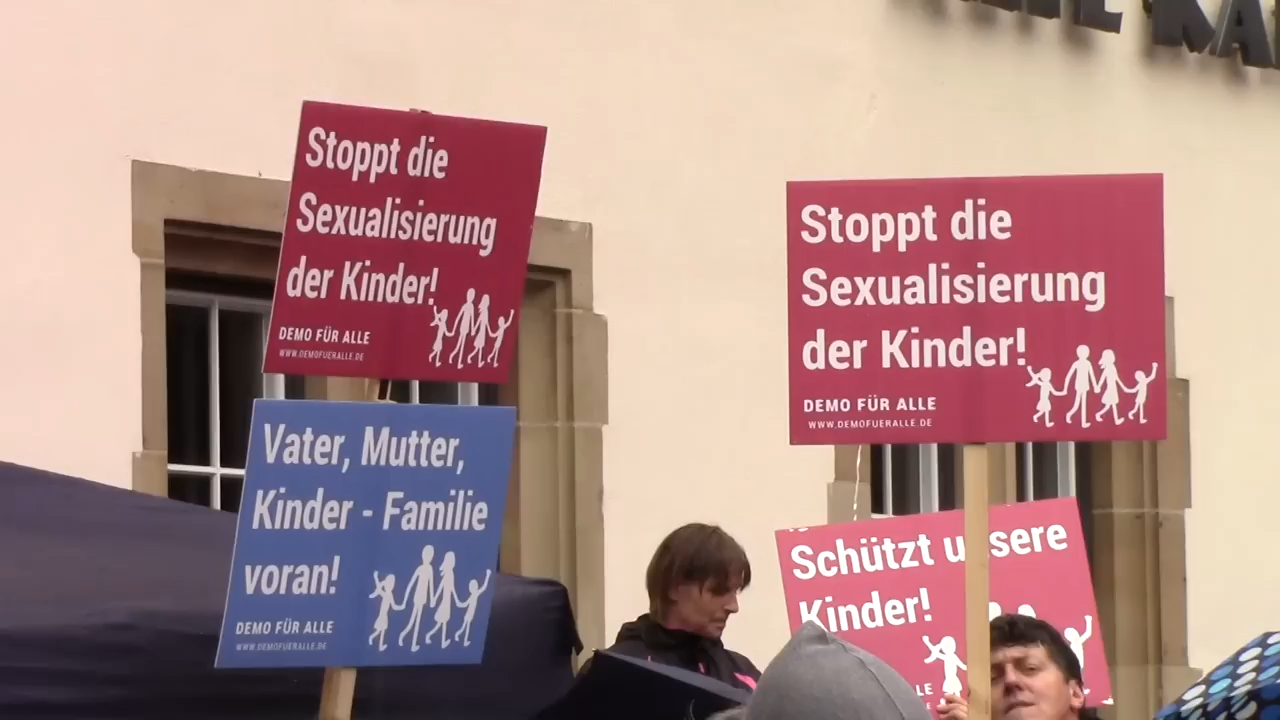 Stoppt die
Sexualisierung
der Kinder!
DEMO FÜR ALLE
WWW.DEMOFUERALLE.DE
Vater, Mutter,
Kinder - Familie
voran!
DEMO FÜR ALLE
WWW.DEMOFUERALLE.DE
Stoppt die
Sexualisierung
der Kinder!
DEMO FÜR ALLE
WWW.DEMOFUERALLE.DE
Schützt unsere
Kinder!